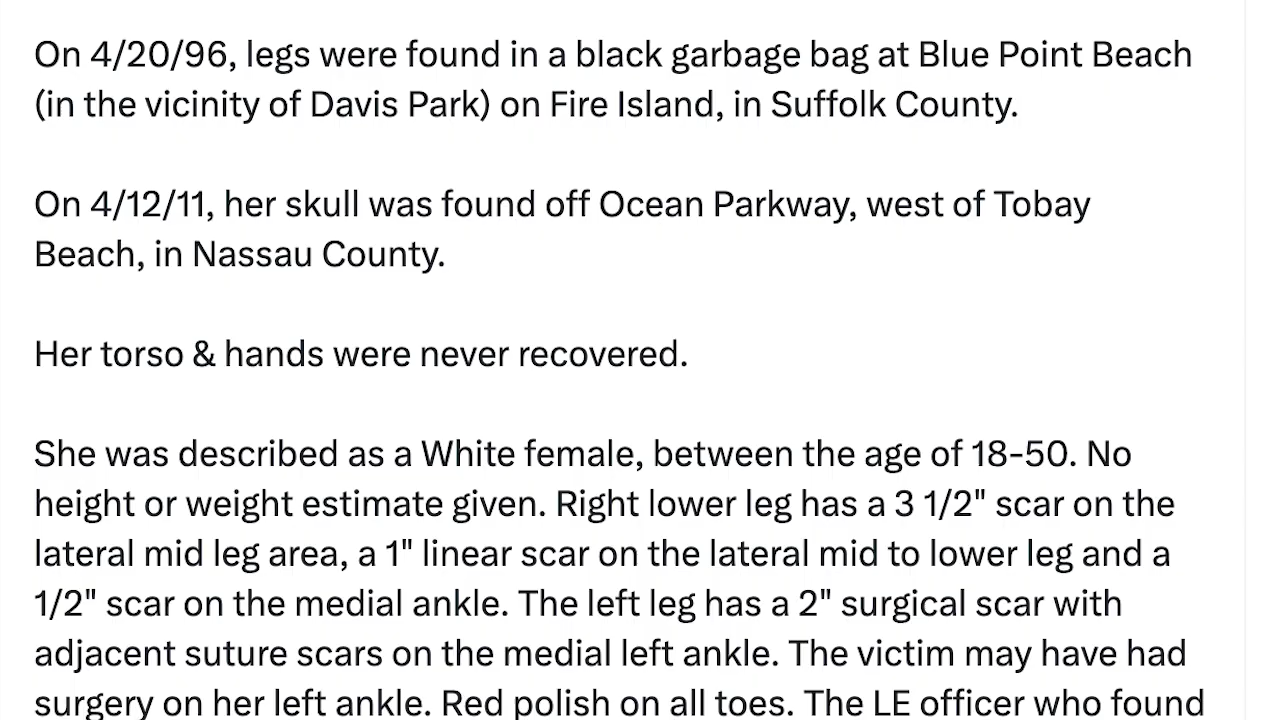 On 4/20/96, legs were found in a black garbage bag at Blue Point Beach
(in the vicinity of Davis Park) on Fire Island, in Suffolk County.
On 4/12/11, her skull was found off Ocean Parkway, west of Tobay
Beach, in Nassau County.
Her torso & hands were never recovered.
She was described as a White female, between the age of 18-50. No
height or weight estimate given. Right lower leg has a 3 1/2" scar on the
lateral mid leg area, a 1" linear scar on the lateral mid to lower leg and a
1/2" scar on the medial ankle. The left leg has a 2" surgical scar with
adjacent suture scars on the medial left ankle. The victim may have had
surgery on her left ankle. Red polish on all toes. The LE officer who found